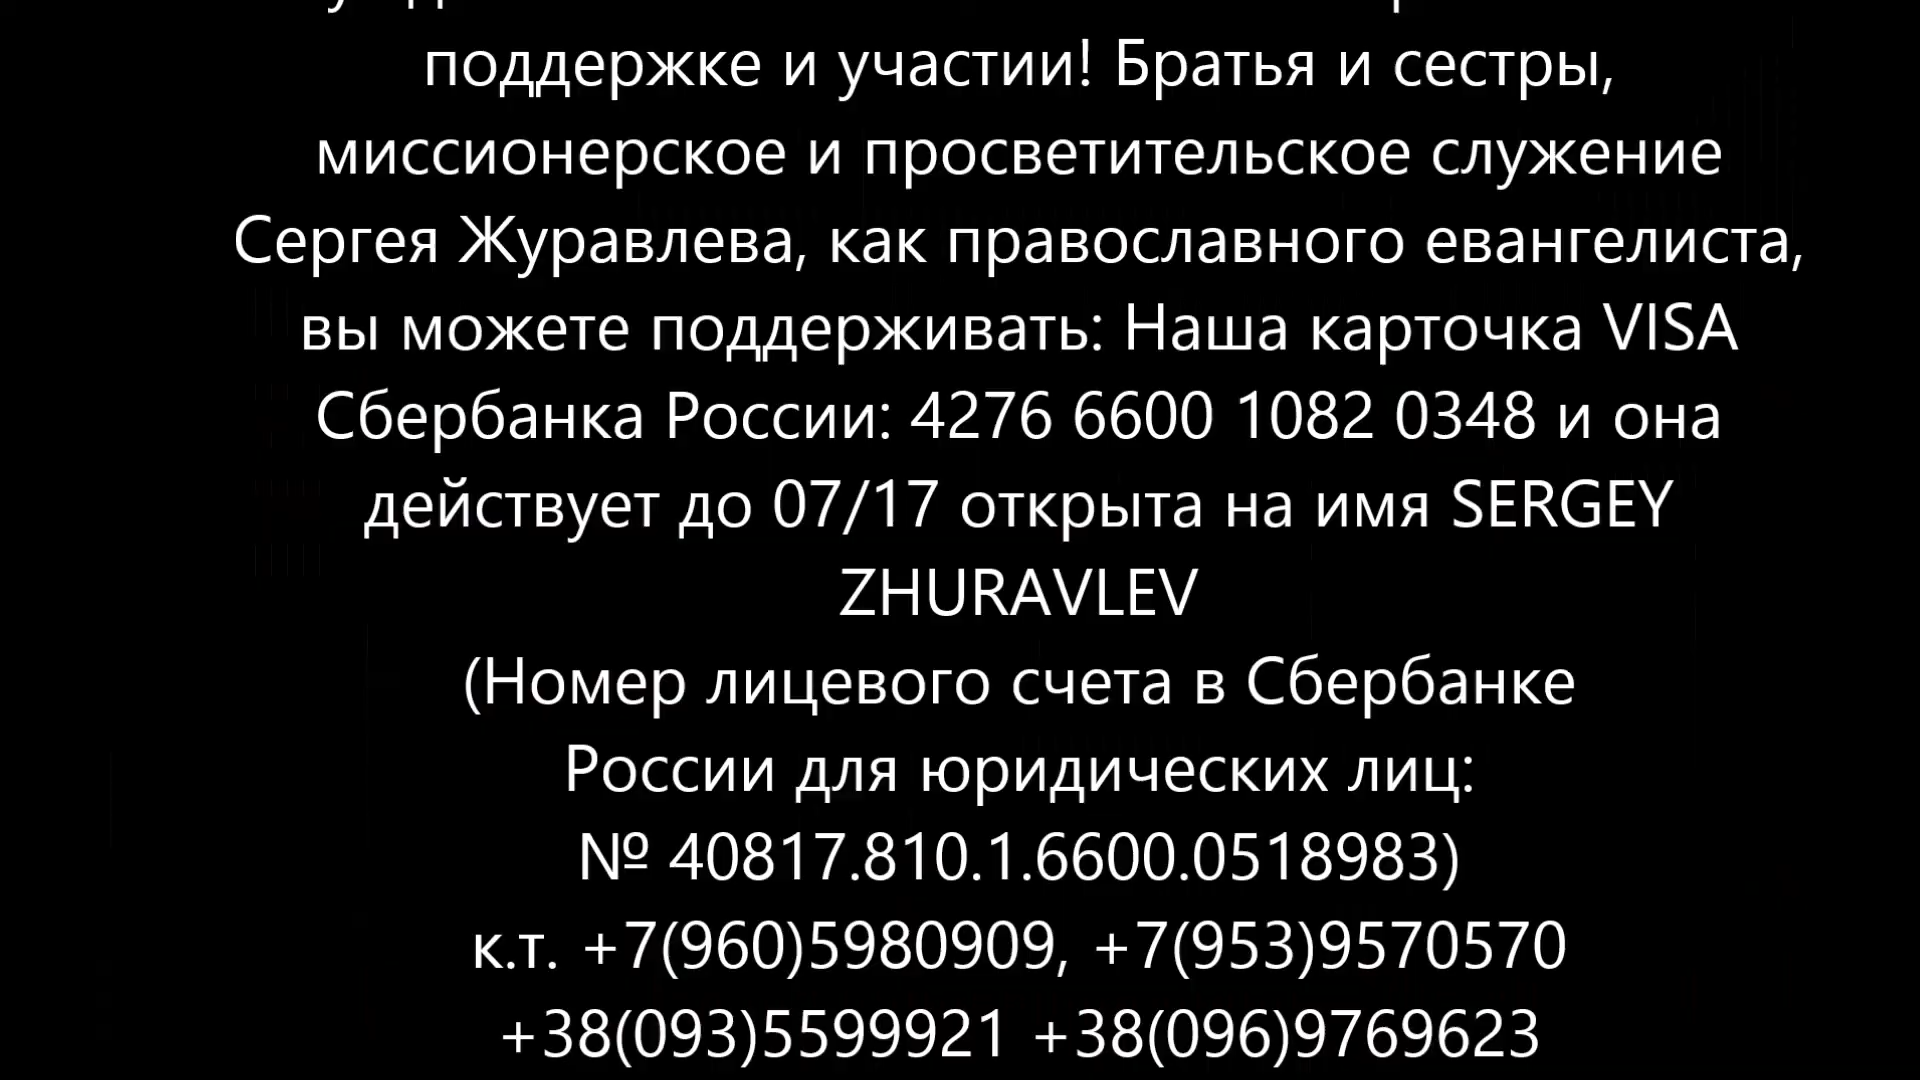 поддержке и участии! Братья и сестры,
миссионерское и просветительское служение
Сергея Журавлева, как православного евангелиста,
вы можете поддерживать: Наша карточка VISA
Сбербанка России: 4276 6600 1082 0348 и она
действует до 07/17 открыта на имя SERGEY
ZHURAVLEV
(Номер лицевого счета в Сбербанке
России для юридических лиц:
№ 40817.810.1.6600.0518983)
к.т. +7(960)5980909, +7(953)9570570
+38(093)5599921 +38(096)9769623